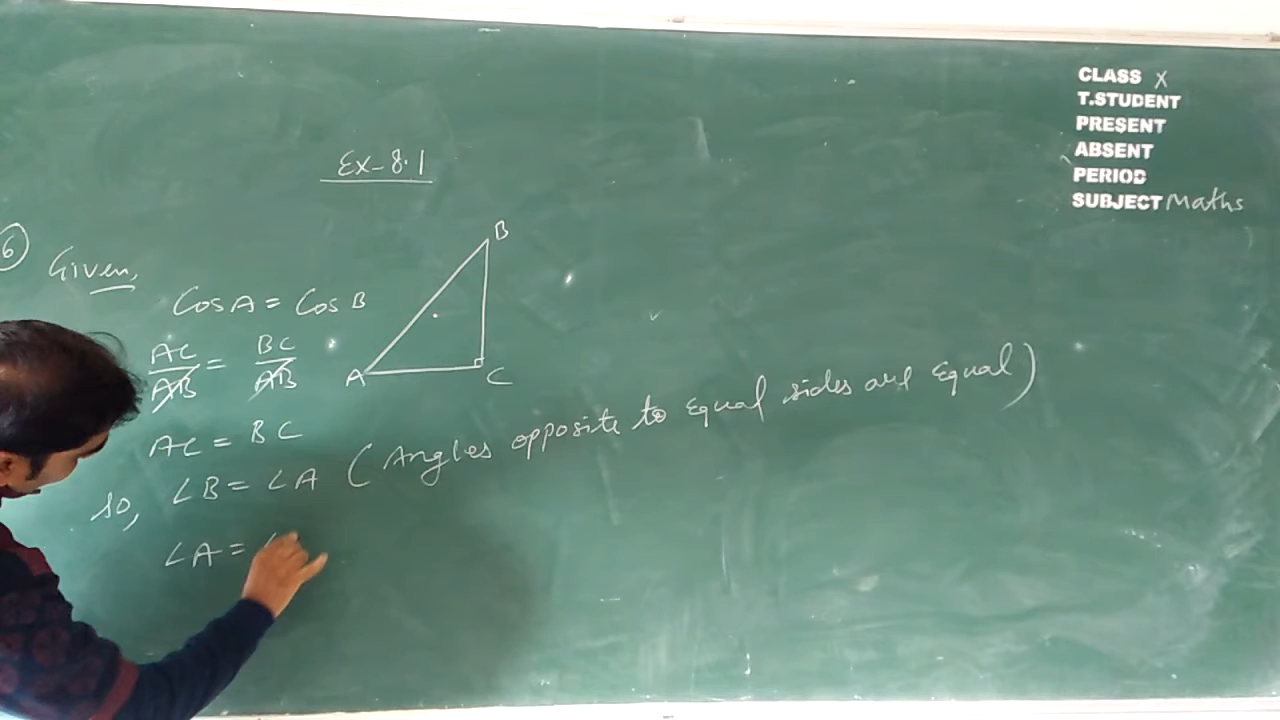 CLASS X
T.STUDENT
PRESENT
ABSENT
PERIOD
SUBJECT Maths
Ex-8.1
6 Given,
Cos A = Cos B
AC/AB = BC/AB
AC = BC
So, ∠B = ∠A (Angles opposite to equal sides are equal)
∠A = ∠
B
A
C